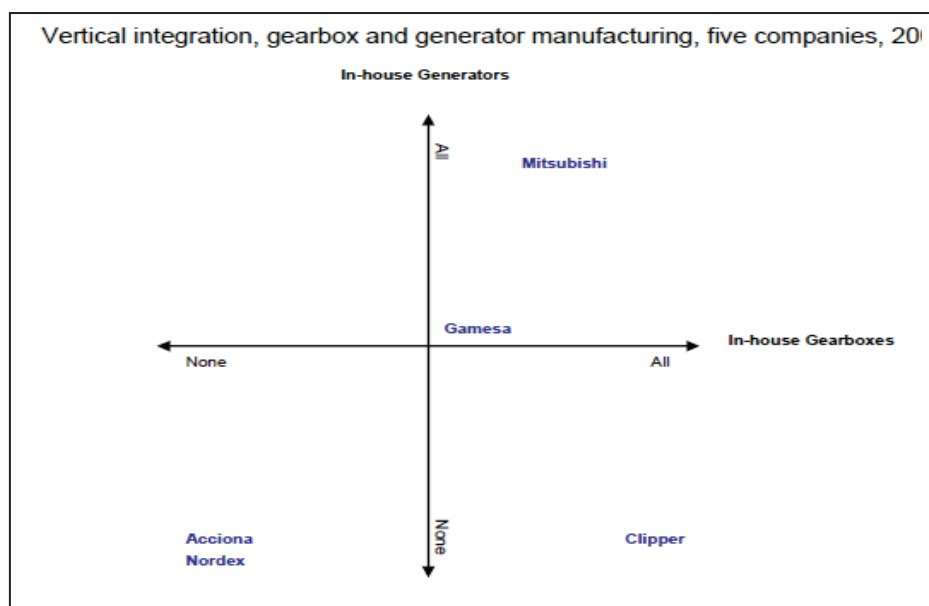 Vertical integration, gearbox and generator manufacturing, five companies,
In-house Generators
All
Mitsubishi
Gamesa
In-house Gearboxes
None
All
None
Acciona
Clipper
Nordex